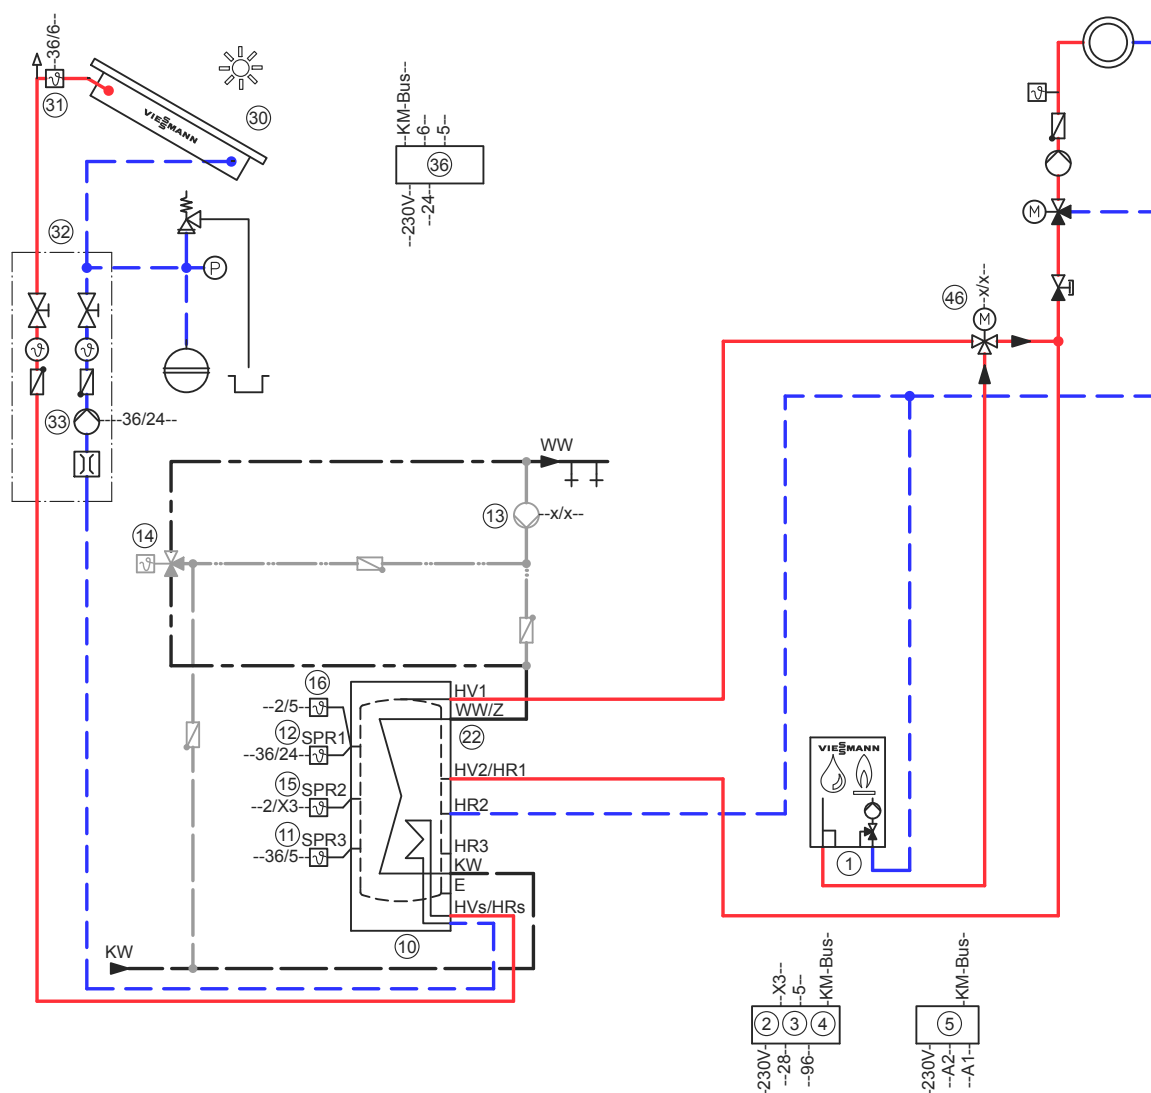 --36/6--
31
VIESSMANN
30
--KM-Bus--
--6--
--5--
36
--230V--
--24--
32
P
M
46
--x/x--
M
33
----36/24--
WW
14
13
--x/x--
16
--2/5--
HV1
WW/Z
12
SPR1
22
--36/24--
VIESSMANN
HV2/HR1
15
SPR2
--2/X3--
HR2
11
SPR3
HR3
--36/5--
KW
1
E
HVs/HRs
10
KW
--X3--
--5--
--KM-Bus-
--KM-Bus-
2
3
4
5
--230V--
--28--
--96--
--230V--
--A2--
--A1--